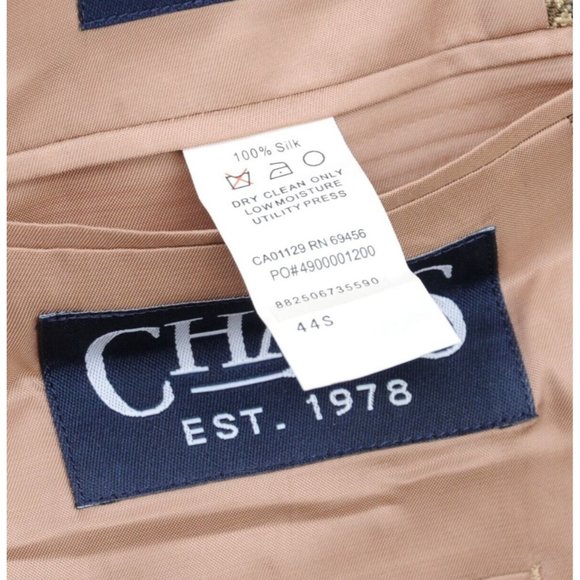 100% Silk
DRY CLEAN ONLY
LOW MOISTURE
UTILITY PRESS
CA01129 RN 69456
PO#4900001200
882506735590
44S
EST. 1978